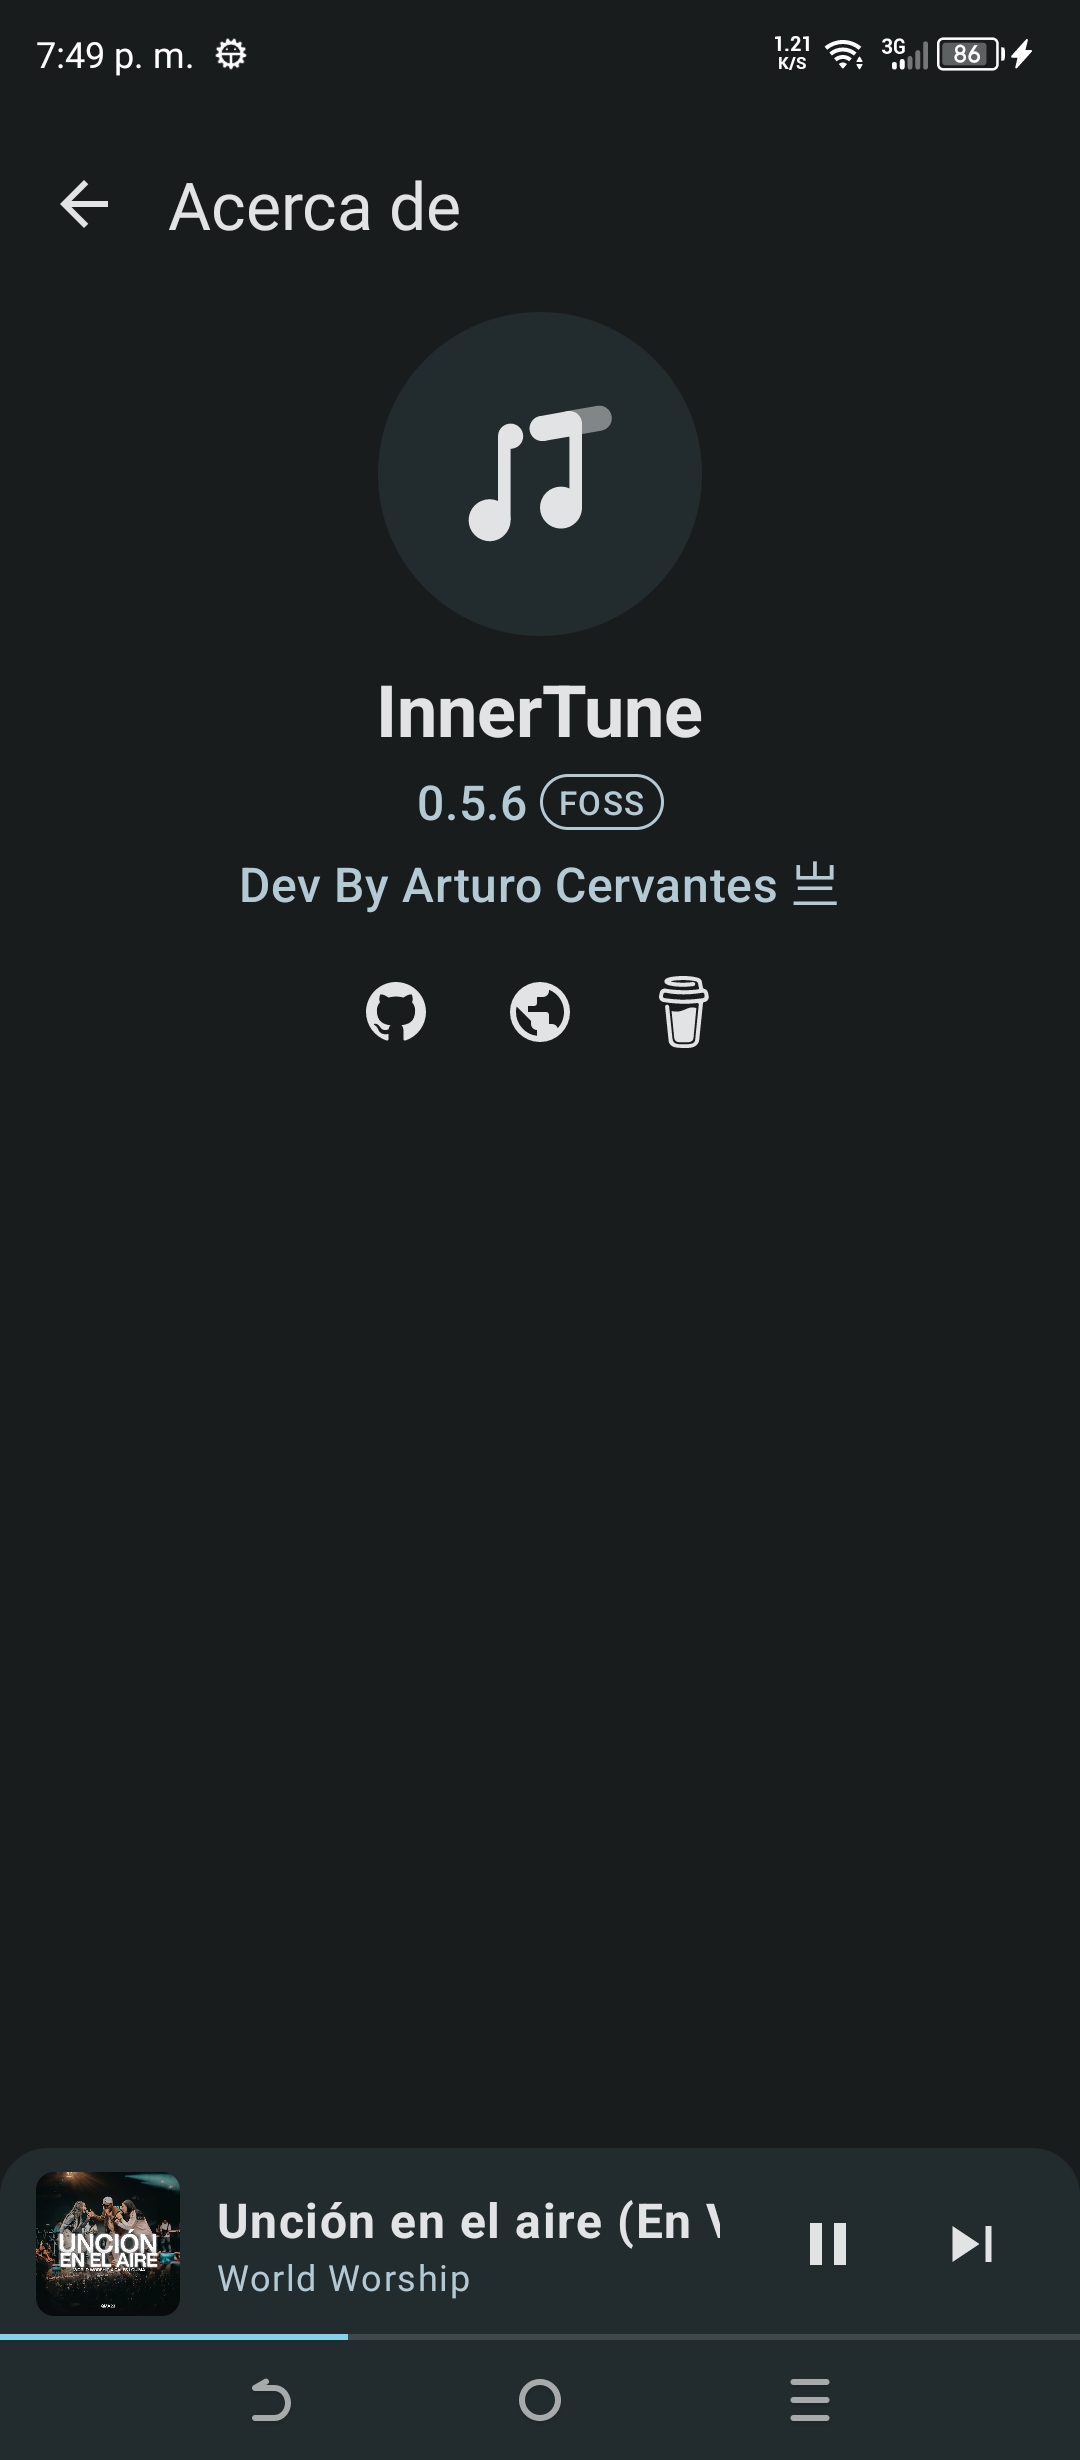 7:49 p. m.
1.21
K/S
3G
86
Acerca de
InnerTune
0.5.6 FOSS
Dev By Arturo Cervantes 亗
UNCIÓN
EN EL AIRE
Unción en el aire (En V
World Worship